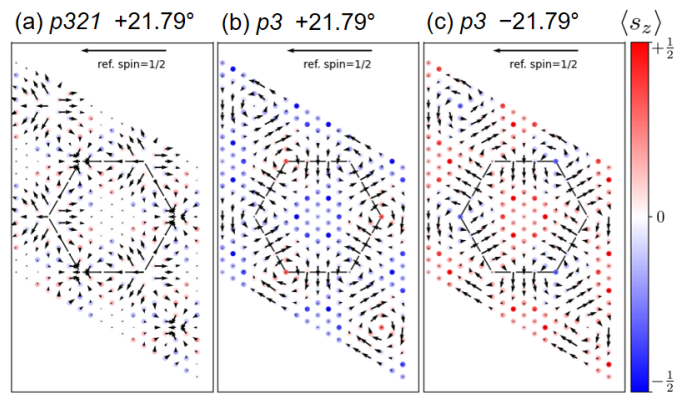 (a) p321 +21.79° (b) p3 +21.79° (c) p3 −21.79° ⟨sz⟩
ref. spin=1/2 ref. spin=1/2 ref. spin=1/2
+1/2
0
−1/2